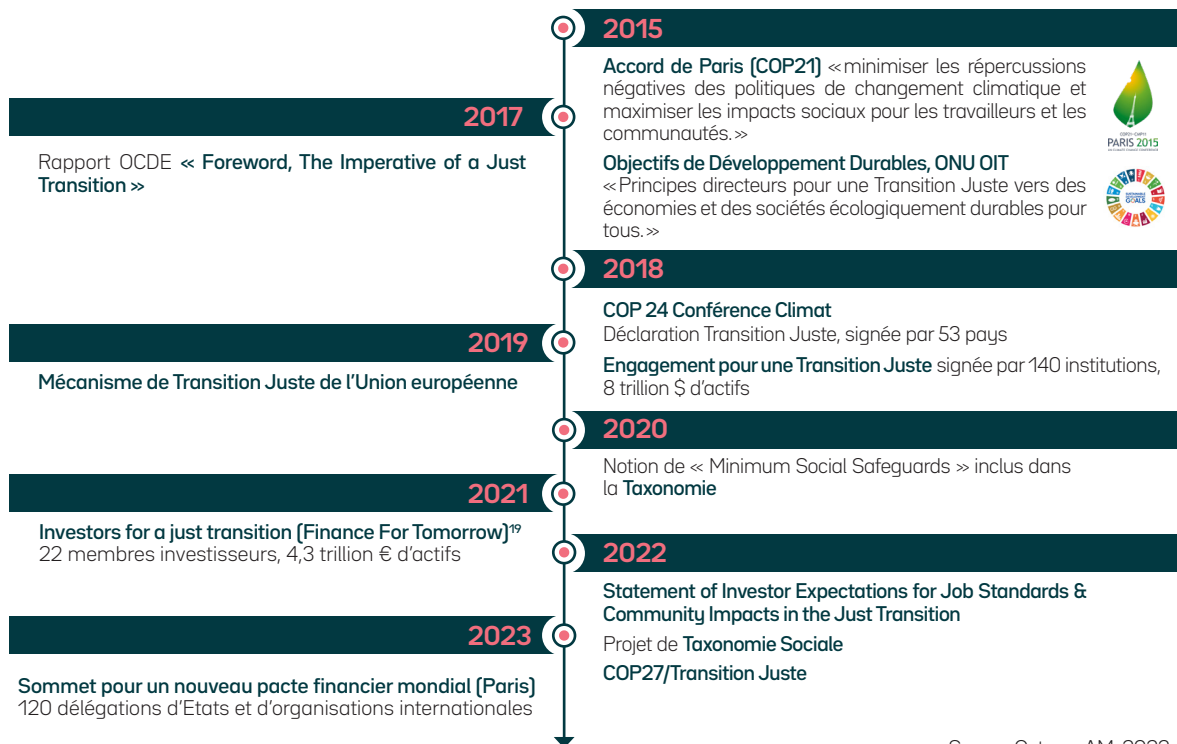 2015
Accord de Paris (COP21) «minimiser les répercussions
négatives des politiques de changement climatique et
maximiser les impacts sociaux pour les travailleurs et les
communautés.»
PARIS 2015
Objectifs de Développement Durables, ONU OIT
«Principes directeurs pour une Transition Juste vers des
économies et des sociétés écologiquement durables pour
tous.»
GOALS
2017
Rapport OCDE « Foreword, The Imperative of a Just
Transition »
2018
COP 24 Conférence Climat
Déclaration Transition Juste, signée par 53 pays
Engagement pour une Transition Juste signée par 140 institutions,
8 trillion $ d'actifs
2019
Mécanisme de Transition Juste de l'Union européenne
2020
Notion de « Minimum Social Safeguards » inclus dans
la Taxonomie
2021
Investors for a just transition (Finance For Tomorrow)¹⁹
22 membres investisseurs, 4,3 trillion € d'actifs
2022
Statement of Investor Expectations for Job Standards &
Community Impacts in the Just Transition
Projet de Taxonomie Sociale
COP27/Transition Juste
2023
Sommet pour un nouveau pacte financier mondial (Paris)
120 délégations d'Etats et d'organisations internationales